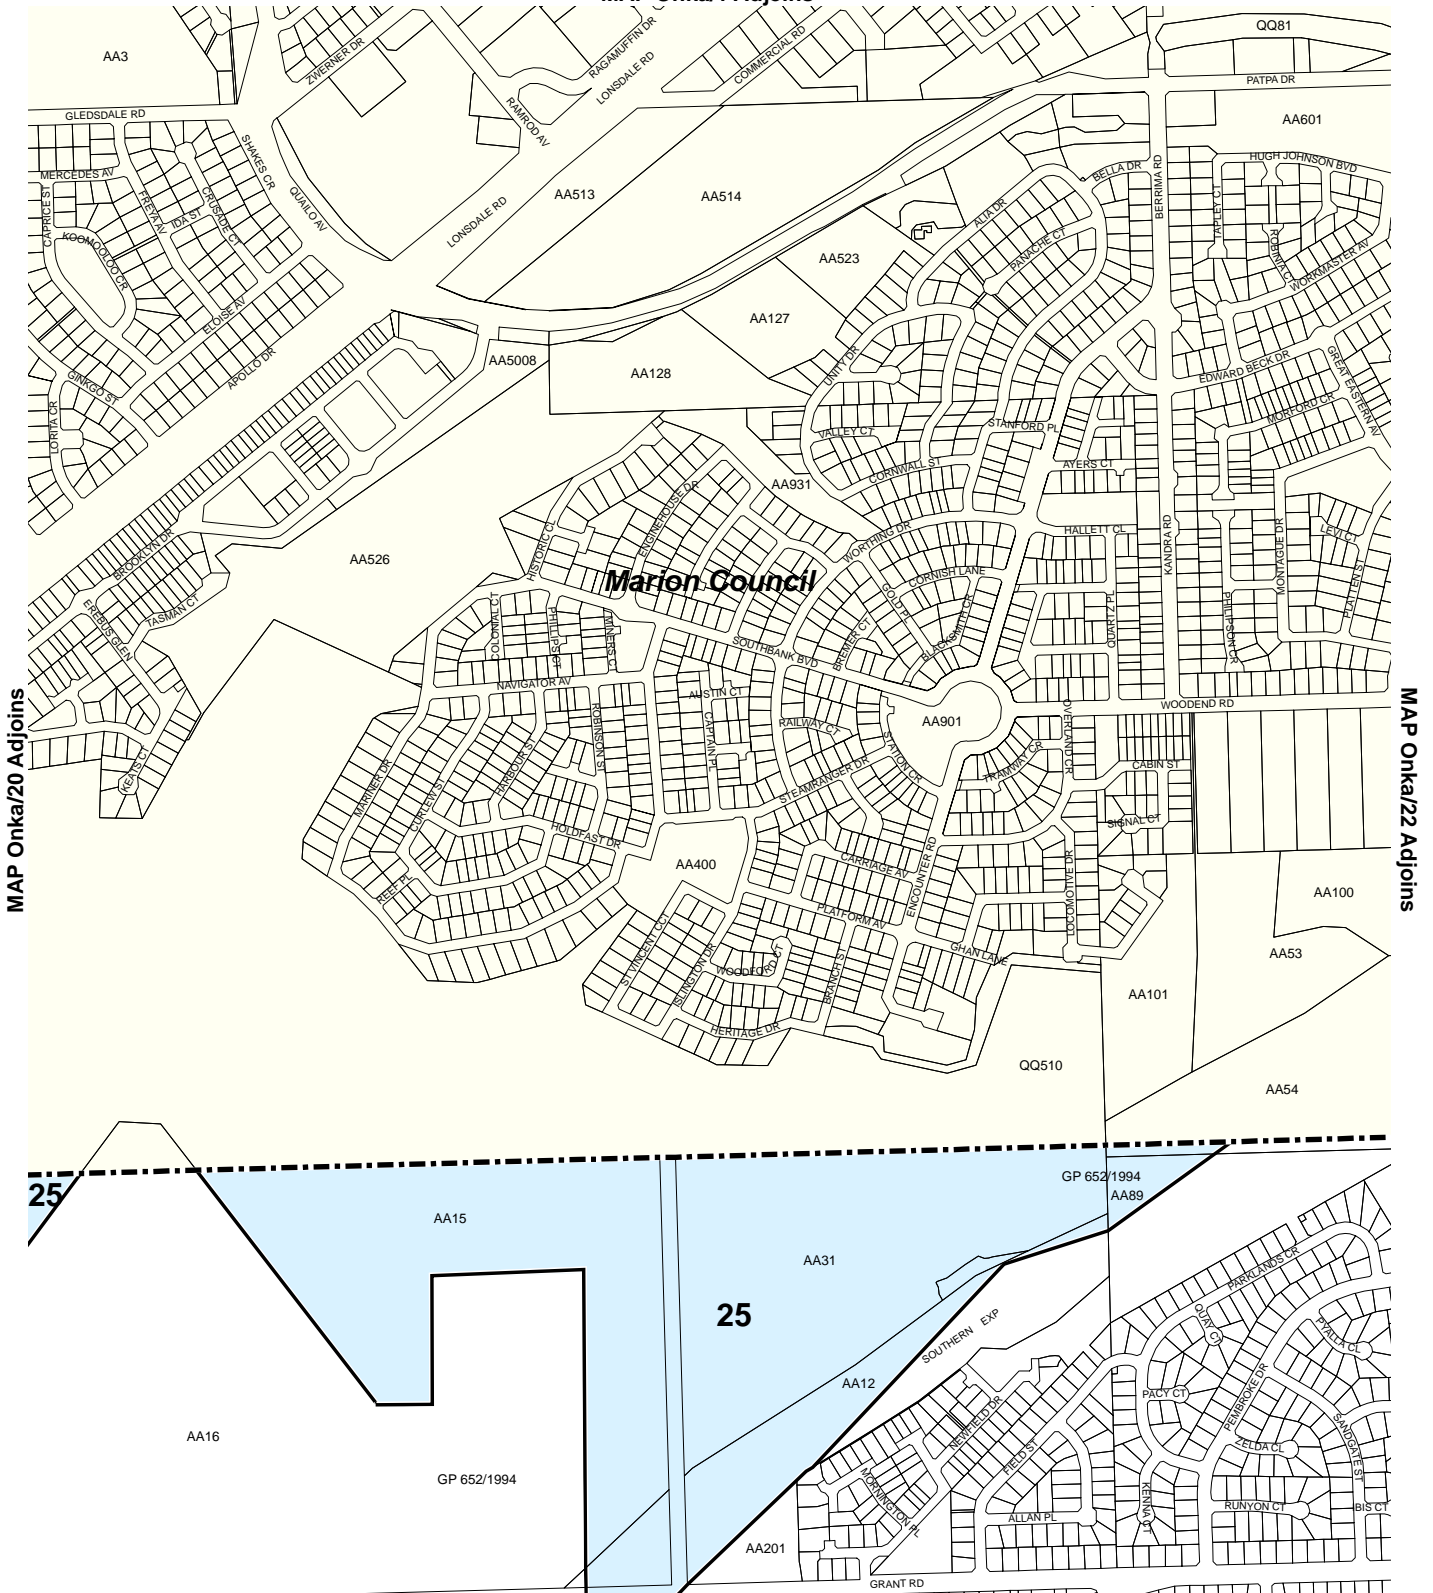 QQ81
AA3
ZWERNER DR
RAGAMUFFIN DR
LONSDALE RD
COMMERCIAL RD
PATPA DR
GLEDSDALE RD
RAMROD AV
AA601
SHAKES CR
HUGH JOHNSON BVD
MERCEDES AV
BELLA DR
BERRIMA RD
CAPRICE ST
FREYA AV
IDA ST
CRUSADE CT
QUAILO AV
AA513
AA514
TAPLEY CT
LONSDALE RD
ALIA DR
PANACHE CT
ROBINIA CT
WORKMASTER AV
KOOMOOLOO CR
AA523
ELOISE AV
AA127
APOLLO DR
AA5008
AA128
UNITY DR
EDWARD BECK DR
GREAT EASTERN AV
GINKGO ST
LORITA CR
MORFORD CR
VALLEY CT
STANFORD PL
CORNWALL ST
AYERS CT
AA931
ENGINEHOUSE DR
HISTORIC CL
WORTHING DR
HALLETT CL
KANDRA RD
MONTAGUE DR
LEVI CT
BROOKLYN DR
AA526
Marion Council
CORNISH LANE
GOLD PL
PLATTEN ST
EREBUS GLEN
TASMAN CT
COLONIAL CT
PHILLIPS CT
MINERS CT
BREMER CT
BLACKSMITH CR
QUARTZ PL
PHILIPSON CR
SOUTHBANK BVD
NAVIGATOR AV
AUSTIN CT
MAP Onka/20 Adjoins
MAP Onka/22 Adjoins
ROBINSON ST
CAPTAIN PL
RAILWAY CT
AA901
OVERLAND CR
WOODEND RD
KEATS CT
MARINER DR
CURLEW ST
HARBOUR ST
STATION CR
STEAMRANGER DR
TRAMWAY CR
CABIN ST
SIGNAL CT
HOLDFAST DR
AA400
CARRIAGE AV
ENCOUNTER RD
LOCOMOTIVE DR
REEF PL
AA100
PLATFORM AV
ST VINCENT CCT
ISLINGTON DR
WOODFORD CT
BRANCH ST
GHAN LANE
AA53
AA101
HERITAGE DR
QQ510
AA54
25
GP 652/1994
AA89
AA15
AA31
25
SOUTHERN EXP
PARKLANDS CR
QUAY CT
PYALLA CL
AA12
PACY CT
PEMBROKE DR
AA16
NEWFIELD DR
FIELD ST
ZELDA CL
SANDGATE ST
GP 652/1994
MORNINGTON PL
KENNA CT
RUNYON CT
BIS CT
ALLAN PL
AA201
GRANT RD